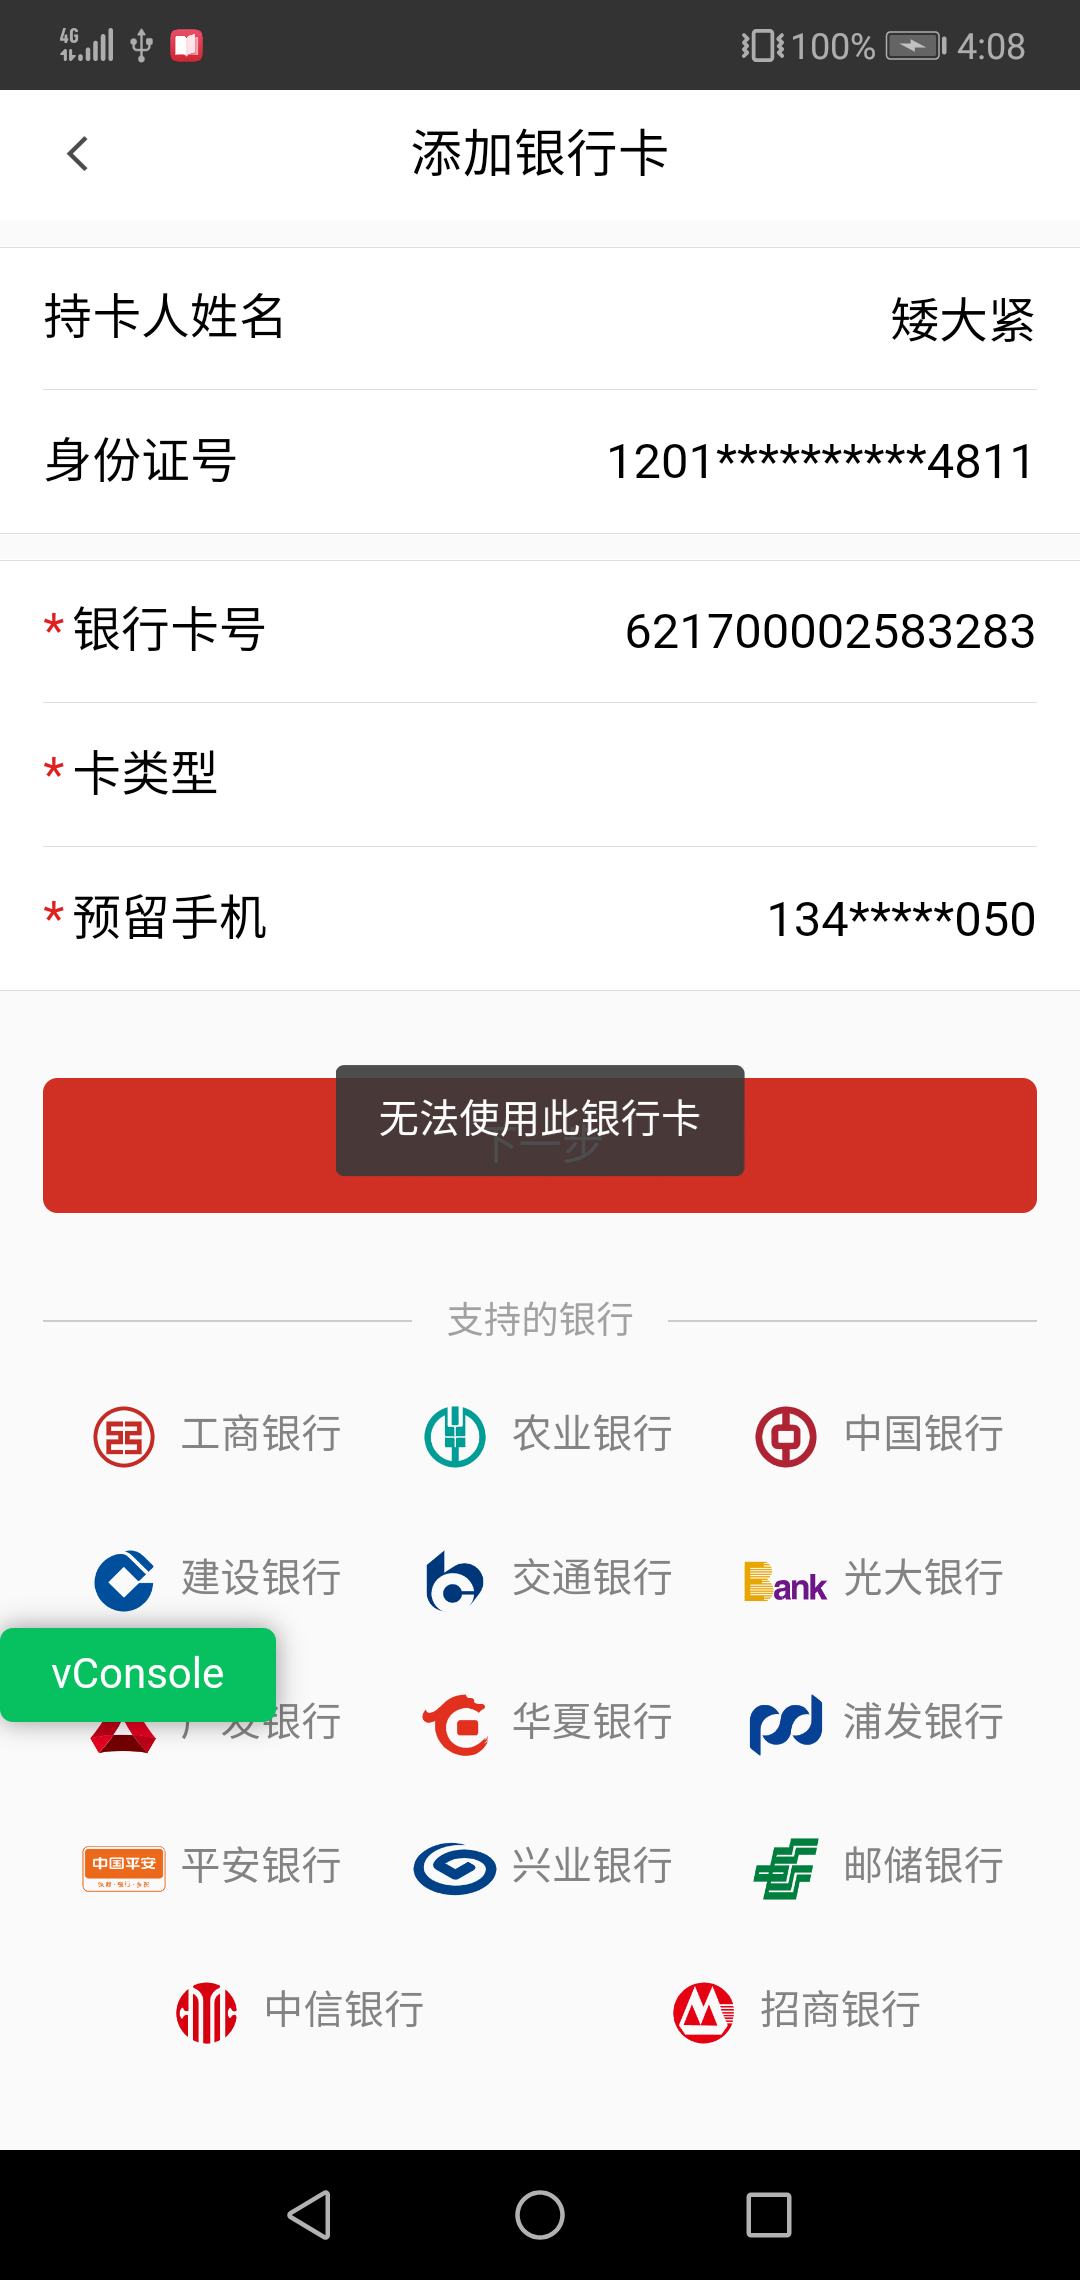 4G 100% 4:08
添加银行卡
持卡人姓名 矮大紧
身份证号 1201**********4811
*银行卡号 621700002583283
*卡类型
*预留手机 134*****050
无法使用此银行卡
下一步
支持的银行
工商银行 农业银行 中国银行
建设银行 交通银行 Bank 光大银行
vConsole
广发银行 华夏银行 浦发银行
中国平安 平安银行 兴业银行 邮储银行
中信银行 招商银行